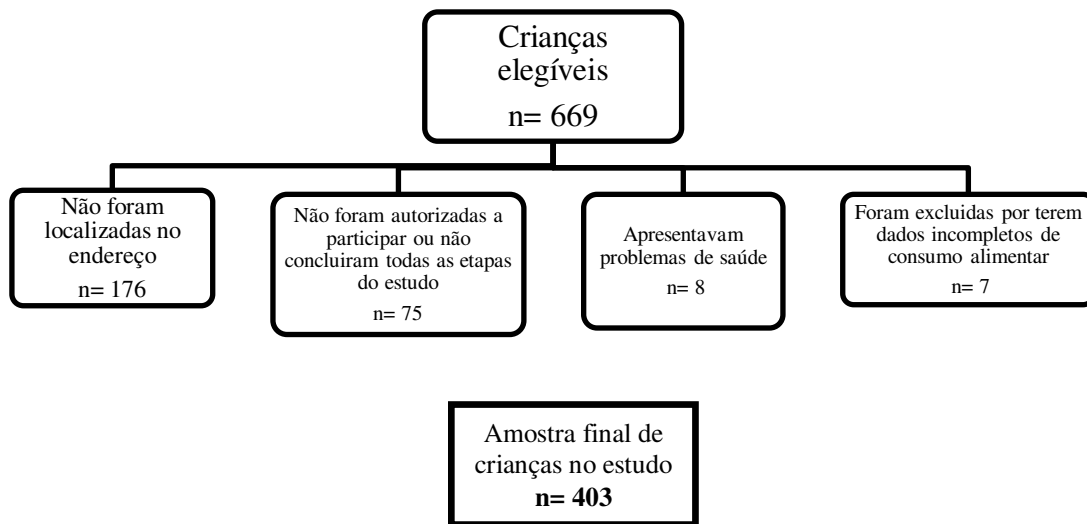 Crianças
elegíveis
n= 669
Não foram
localizadas no
endereço
n= 176
Não foram autorizadas a
participar ou não
concluiram todas as etapas
do estudo
n= 75
Apresentavam
problemas de saúde
n= 8
Foram excluidas por terem
dados incompletos de
consumo alimentar
n= 7
Amostra final de
crianças no estudo
n= 403